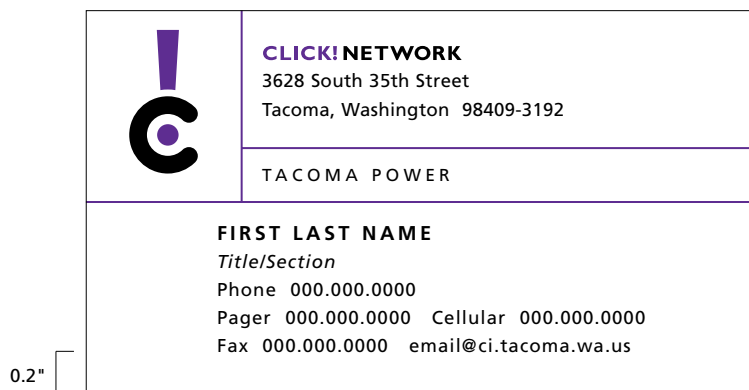 CLICK! NETWORK
3628 South 35th Street
Tacoma, Washington 98409-3192
TACOMA POWER
FIRST LAST NAME
Title/Section
Phone 000.000.0000
Pager 000.000.0000 Cellular 000.000.0000
Fax 000.000.0000 email@ci.tacoma.wa.us
0.2"